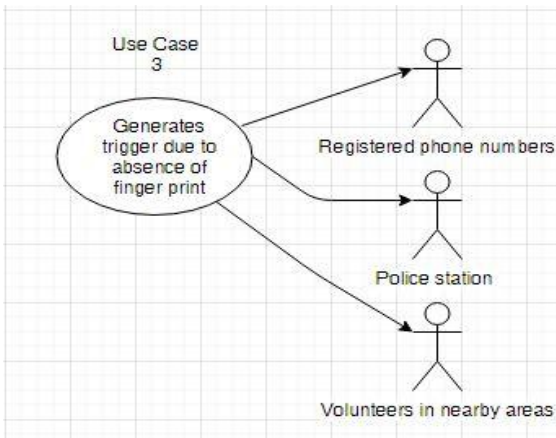 Use Case
3
Generates
trigger due to
absence of
finger print
Registered phone numbers
Police station
Volunteers in nearby areas